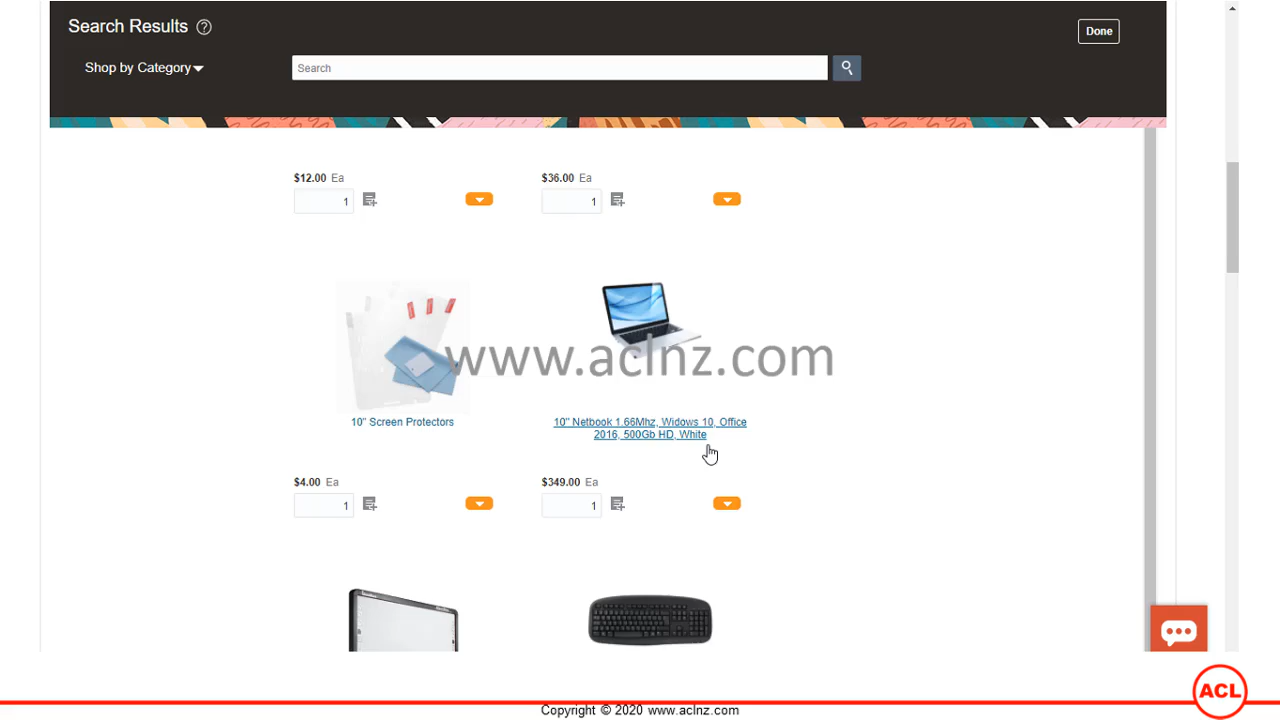 Search Results ?
Done
Shop by Category
Search
$12.00 Ea
$36.00 Ea
1
1
www.aclnz.com
10" Screen Protectors
10" Netbook 1.66Mhz, Widows 10, Office
2016, 500Gb HD, White
$4.00 Ea
$349.00 Ea
1
1
ACL
Copyright © 2020 www.aclnz.com